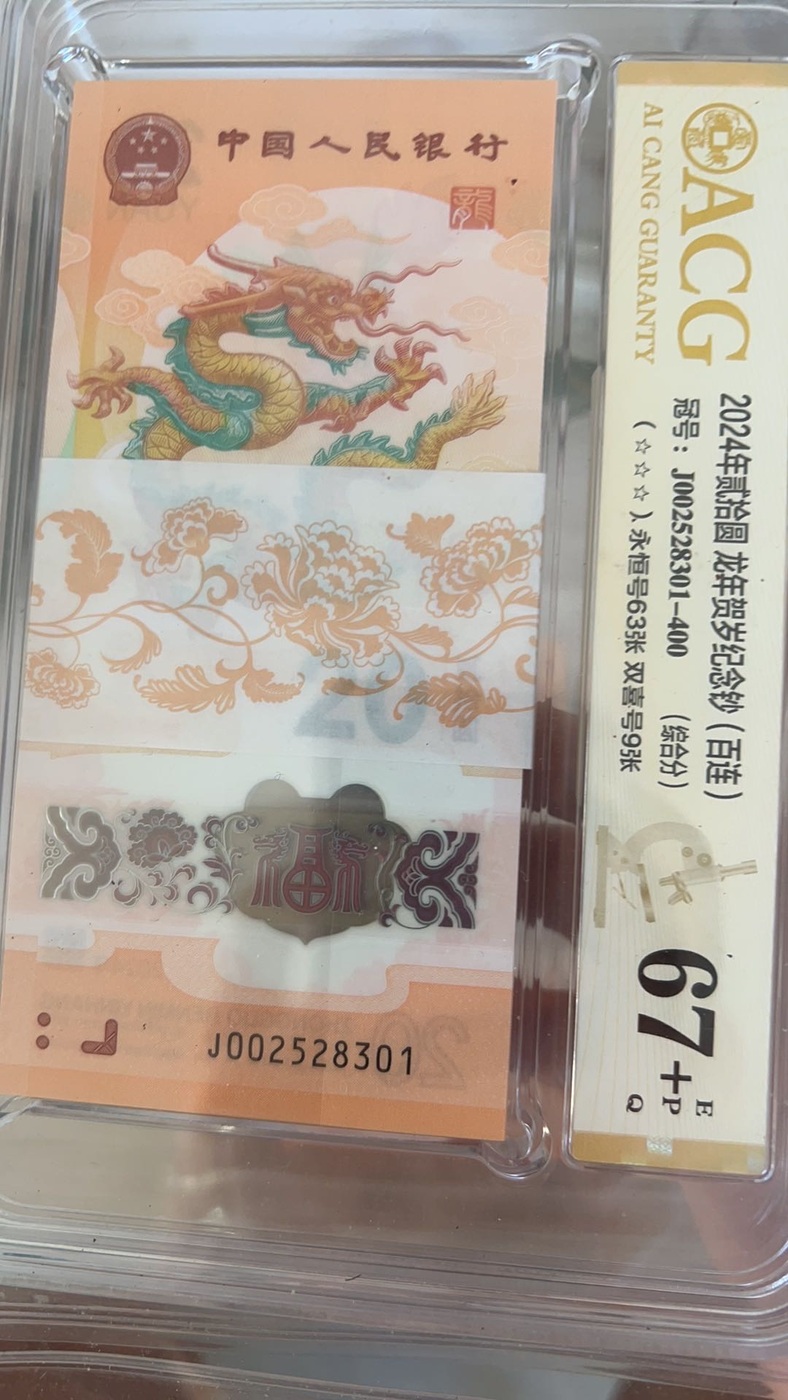 中国人民银行
龍
福
J002528301
ACG
AI CANG GUARANTY
2024年贰拾圆 龙年贺岁纪念钞（百连）
冠号：J002528301-400 （综合分）
（☆☆☆）永恒号63张 双喜号9张
67+
E
P
Q